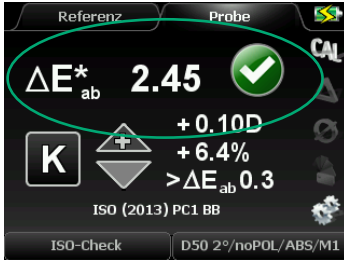 Referenz
Probe
CAL
ΔE*ab 2.45
K
+0.10D
+6.4%
>ΔEab 0.3
ISO (2013) PC1 BB
ISO-Check
D50 2°/noPOL/ABS/M1